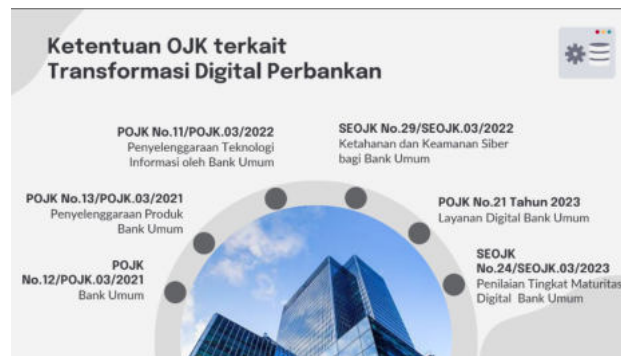 Ketentuan OJK terkait
Transformasi Digital Perbankan
POJK No.11/POJK.03/2022
Penyelenggaraan Teknologi
Informasi oleh Bank Umum
SEOJK No.29/SEOJK.03/2022
Ketahanan dan Keamanan Siber
bagi Bank Umum
POJK No.13/POJK.03/2021
Penyelenggaraan Produk
Bank Umum
POJK No.21 Tahun 2023
Layanan Digital Bank Umum
POJK
No.12/POJK.03/2021
Bank Umum
SEOJK
No.24/SEOJK.03/2023
Penilaian Tingkat Maturitas
Digital Bank Umum